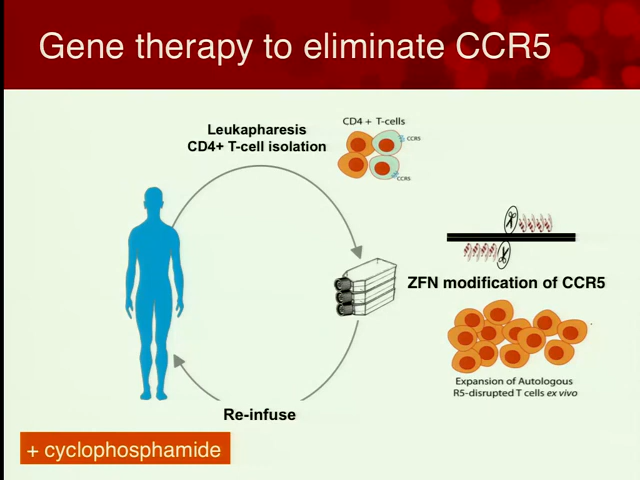 Gene therapy to eliminate CCR5
Leukapharesis
CD4+ T-cell isolation
CD4 + T-cells
CCR5
CCR5
ZFN modification of CCR5
Expansion of Autologous
R5-disrupted T cells ex vivo
Re-infuse
+ cyclophosphamide